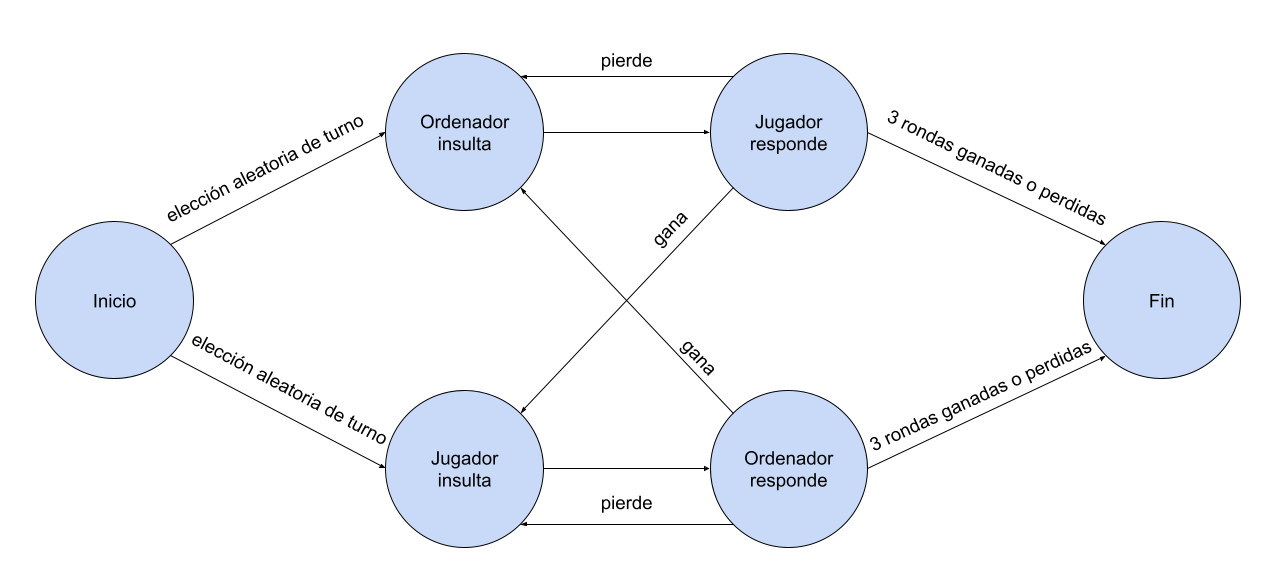 pierde
Ordenador
insulta
Jugador
responde
elección aleatoria de turno
3 rondas ganadas o perdidas
gana
Inicio
Fin
elección aleatoria de turno
gana
3 rondas ganadas o perdidas
Jugador
insulta
Ordenador
responde
pierde